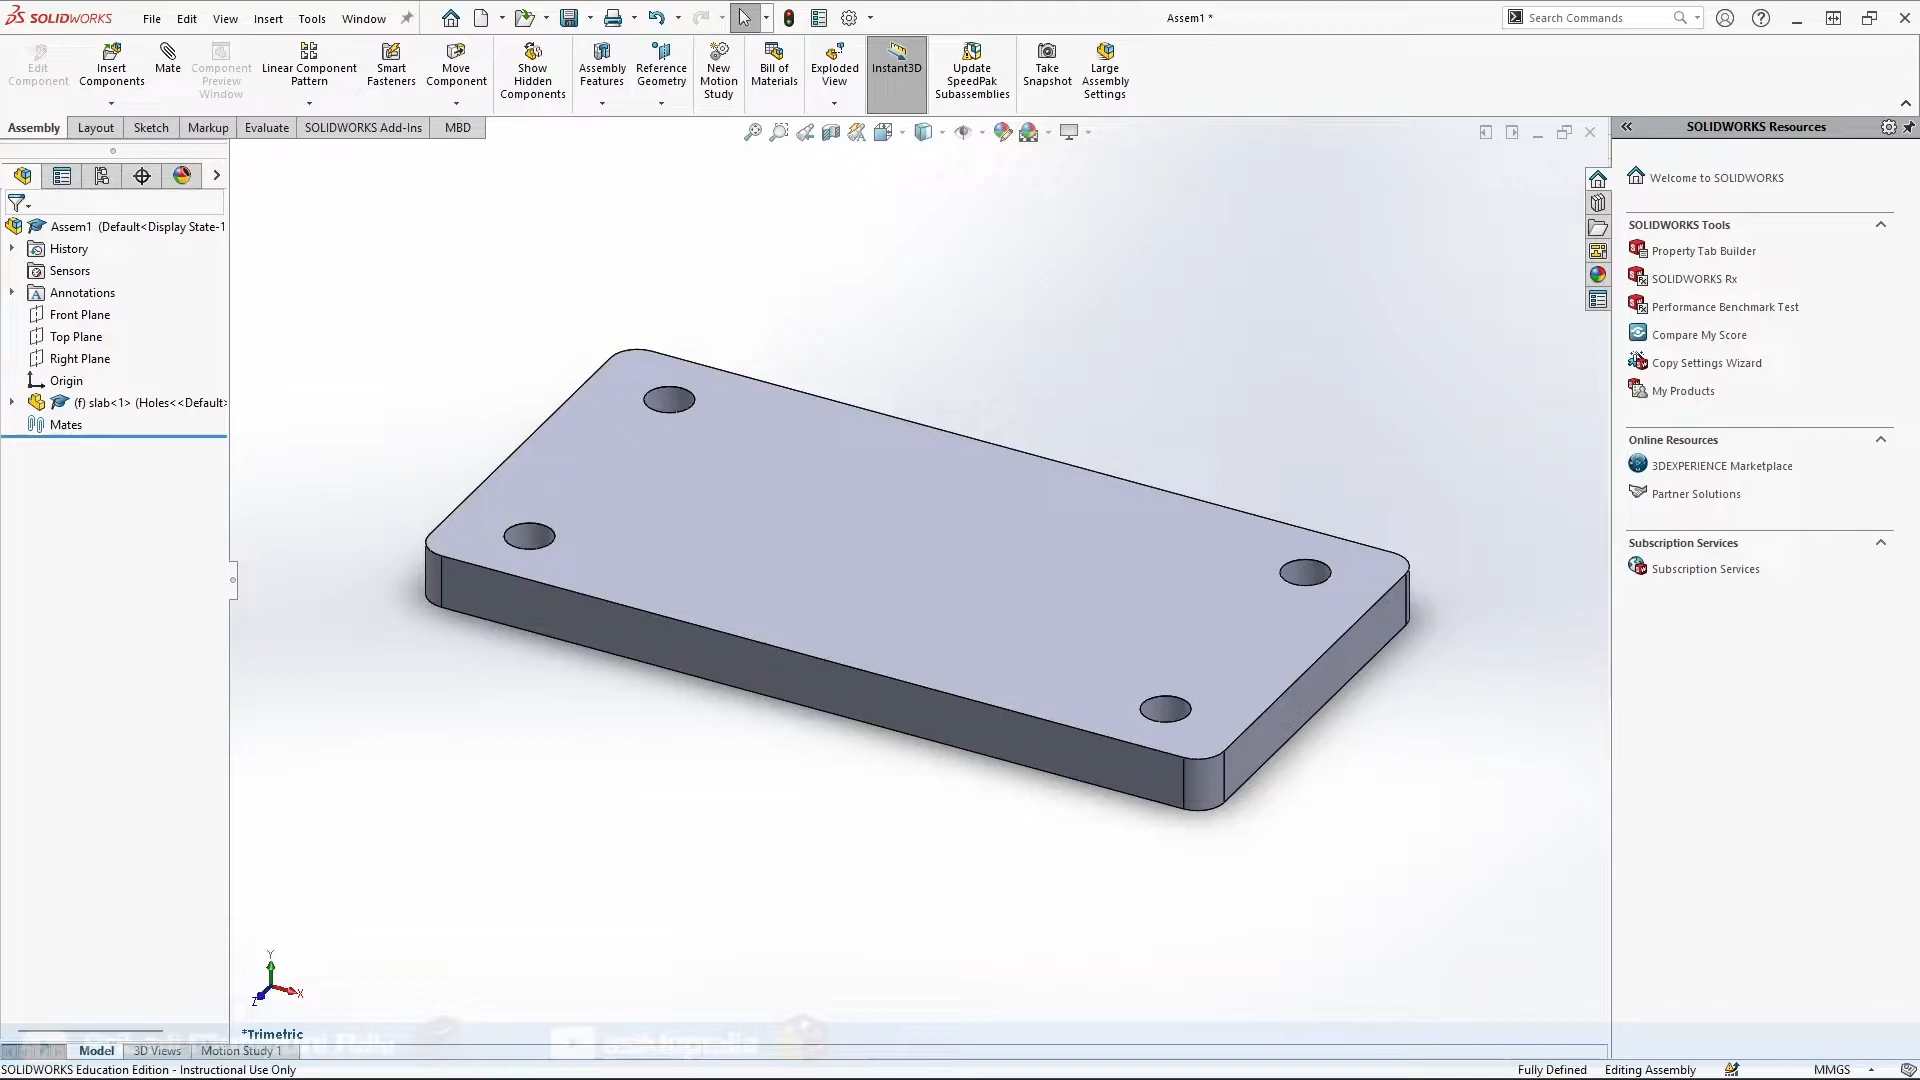 SOLIDWORKS
File Edit View Insert Tools Window
Assem1 *
Search Commands
Edit Component
Insert Components
Mate
Component Preview Window
Linear Component Pattern
Smart Fasteners
Move Component
Show Hidden Components
Assembly Features
Reference Geometry
New Motion Study
Bill of Materials
Exploded View
Instant3D
Update SpeedPak Subassemblies
Take Snapshot
Large Assembly Settings
Assembly Layout Sketch Markup Evaluate SOLIDWORKS Add-Ins MBD
Assem1 (Default<Display State-1
History
Sensors
Annotations
Front Plane
Top Plane
Right Plane
Origin
(f) slab<1> (Holes<<Default>
Mates
SOLIDWORKS Resources
Welcome to SOLIDWORKS
SOLIDWORKS Tools
Property Tab Builder
SOLIDWORKS Rx
Performance Benchmark Test
Compare My Score
Copy Settings Wizard
My Products
Online Resources
3DEXPERIENCE Marketplace
Partner Solutions
Subscription Services
Subscription Services
Y
X
Z
*Trimetric
Model 3D Views Motion Study 1
SOLIDWORKS Education Edition - Instructional Use Only
Fully Defined Editing Assembly MMGS